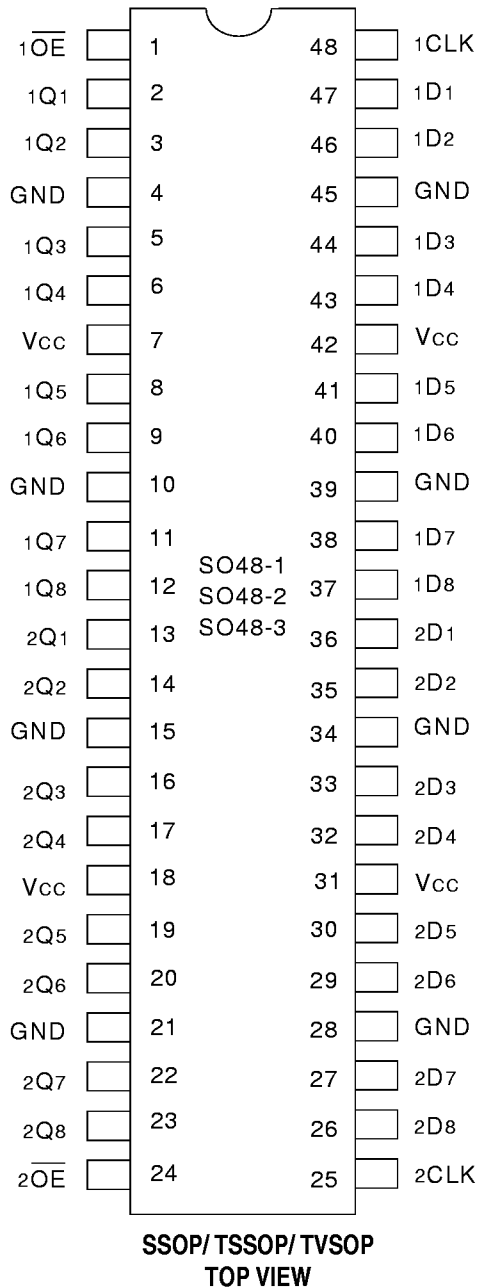 1OE 1 48 1CLK
1Q1 2 47 1D1
1Q2 3 46 1D2
GND 4 45 GND
1Q3 5 44 1D3
1Q4 6 43 1D4
Vcc 7 42 Vcc
1Q5 8 41 1D5
1Q6 9 40 1D6
GND 10 39 GND
1Q7 11 38 1D7
SO48-1
1Q8 12 37 1D8
SO48-2
2Q1 13 36 2D1
SO48-3
2Q2 14 35 2D2
GND 15 34 GND
2Q3 16 33 2D3
2Q4 17 32 2D4
Vcc 18 31 Vcc
2Q5 19 30 2D5
2Q6 20 29 2D6
GND 21 28 GND
2Q7 22 27 2D7
2Q8 23 26 2D8
2OE 24 25 2CLK
SSOP/ TSSOP/ TVSOP
TOP VIEW